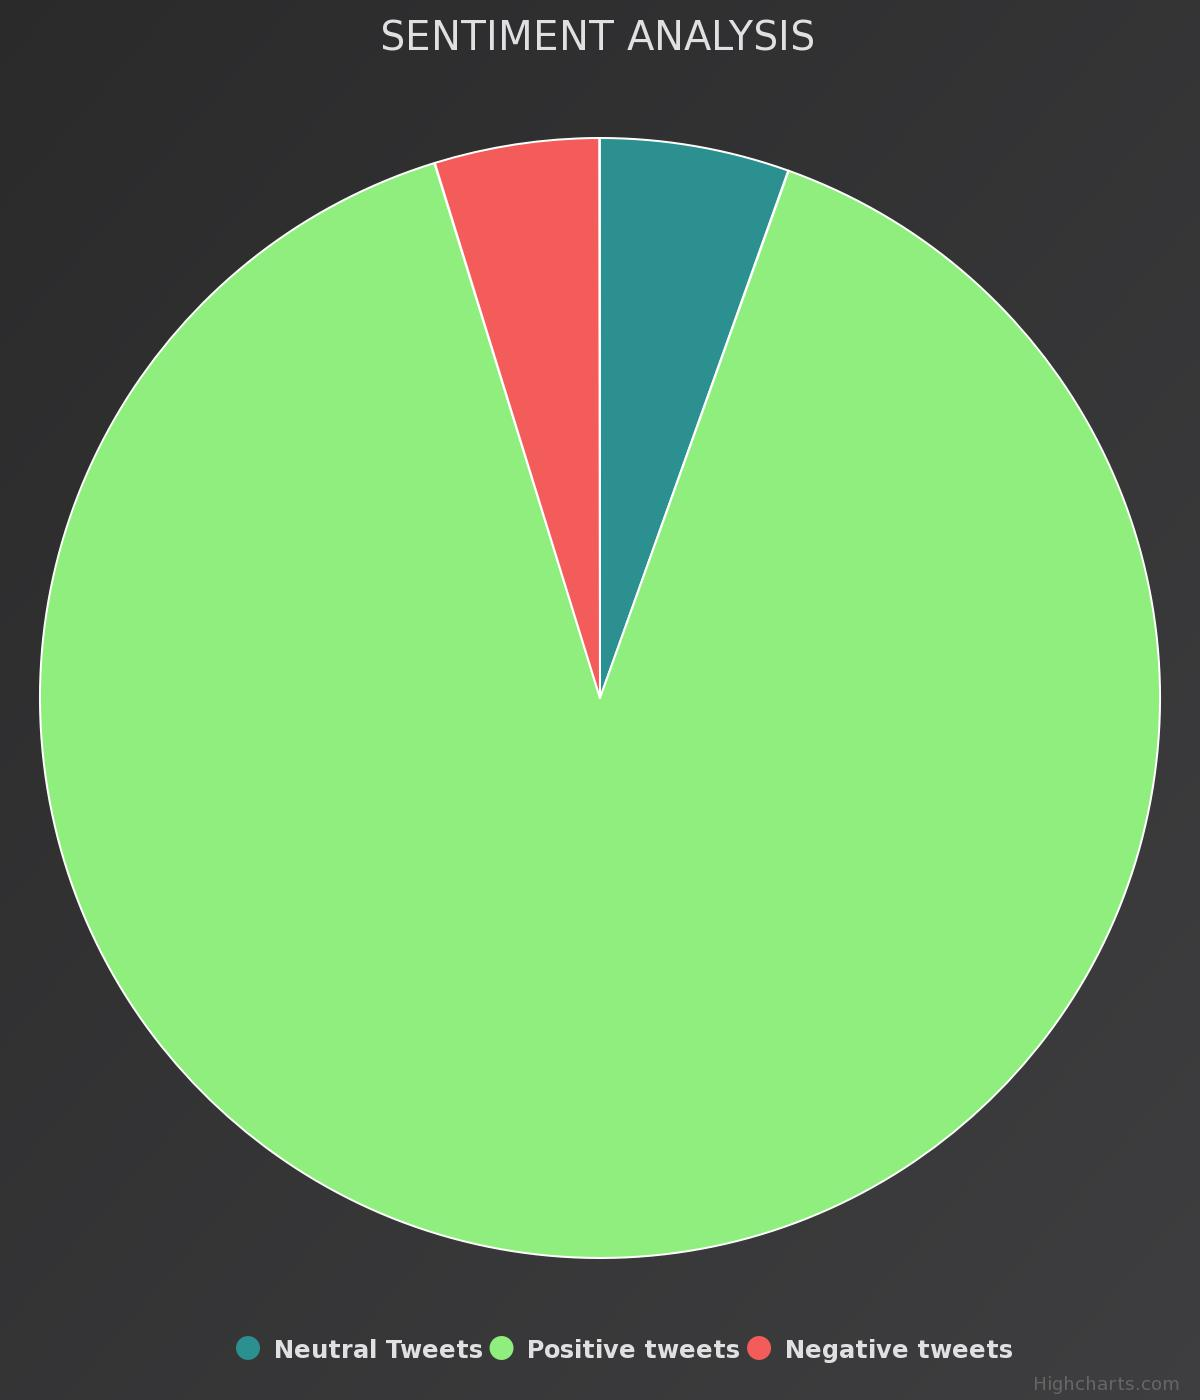 SENTIMENT ANALYSIS
Neutral Tweets Positive tweets Negative tweets
Highcharts.com